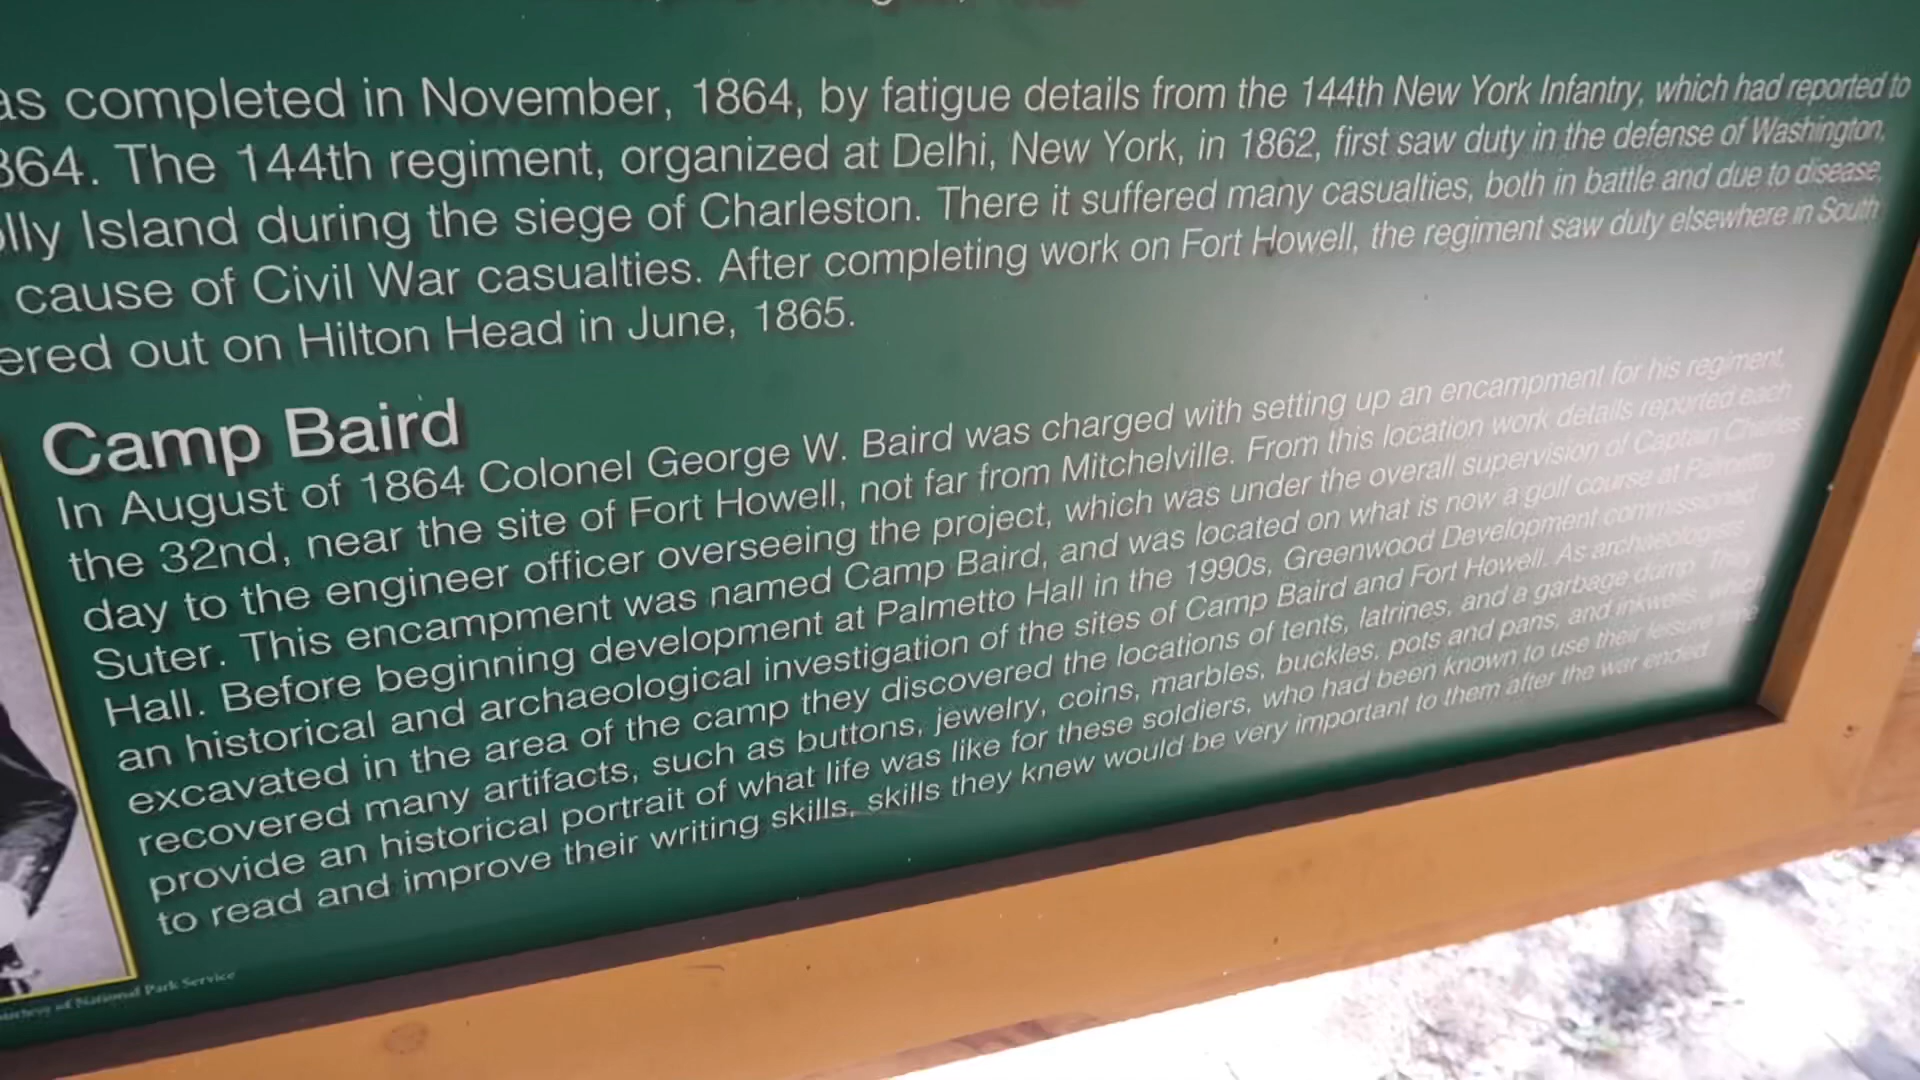 as completed in November, 1864, by fatigue details from the 144th New York Infantry, which had reported to
864. The 144th regiment, organized at Delhi, New York, in 1862, first saw duty in the defense of Washington,
olly Island during the siege of Charleston. There it suffered many casualties, both in battle and due to disease,
cause of Civil War casualties. After completing work on Fort Howell, the regiment saw duty elsewhere in South
ered out on Hilton Head in June, 1865.
Camp Baird
In August of 1864 Colonel George W. Baird was charged with setting up an encampment for his regiment,
the 32nd, near the site of Fort Howell, not far from Mitchelville. From this location work details reported each
day to the engineer officer overseeing the project, which was under the overall supervision of Captain Charles
Suter. This encampment was named Camp Baird, and was located on what is now a golf course at Palmetto
Hall. Before beginning development at Palmetto Hall in the 1990s, Greenwood Development commissioned
an historical and archaeological investigation of the sites of Camp Baird and Fort Howell. As archaeologists
excavated in the area of the camp they discovered the locations of tents, latrines, and a garbage dump. They
recovered many artifacts, such as buttons, jewelry, coins, marbles, buckles, pots and pans, and inkwells, which
provide an historical portrait of what life was like for these soldiers, who had been known to use their leisure time
to read and improve their writing skills, skills they knew would be very important to them after the war ended.
of National Park Service